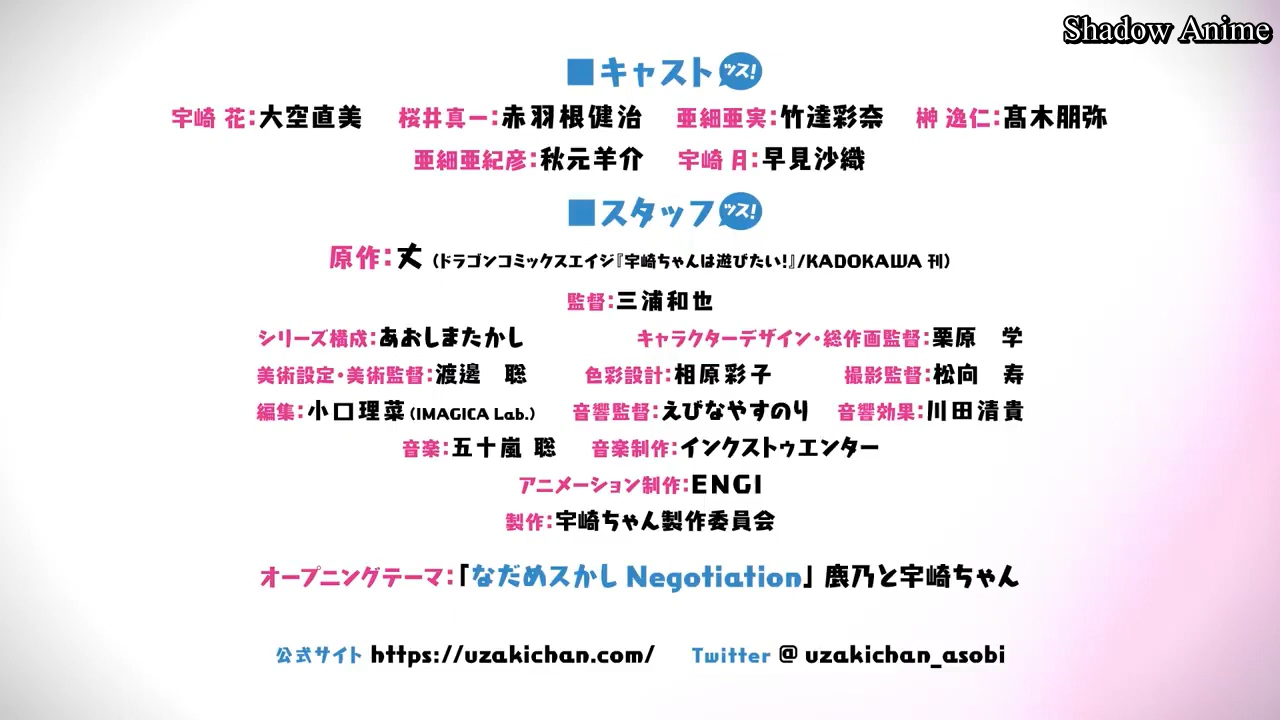 Shadow Anime
■キャストッス!
宇崎 花:大空直美 桜井真一:赤羽根健治 亜細亜実:竹達彩奈 榊 逸仁:髙木朋弥
亜細亜紀彦:秋元羊介 宇崎 月:早見沙織
■スタッフッス!
原作:丈(ドラゴンコミックスエイジ『宇崎ちゃんは遊びたい!』/KADOKAWA 刊)
監督:三浦和也
シリーズ構成:あおしまたかし キャラクターデザイン・総作画監督:栗原 学
美術設定・美術監督:渡邊 聡 色彩設計:相原彩子 撮影監督:松向 寿
編集:小口理菜(IMAGICA Lab.) 音響監督:えびなやすのり 音響効果:川田清貴
音楽:五十嵐 聡 音楽制作:インクストゥエンター
アニメーション制作:ENGI
製作:宇崎ちゃん製作委員会
オープニングテーマ:「なだめスかし Negotiation」鹿乃と宇崎ちゃん
公式サイト https://uzakichan.com/ Twitter @ uzakichan_asobi